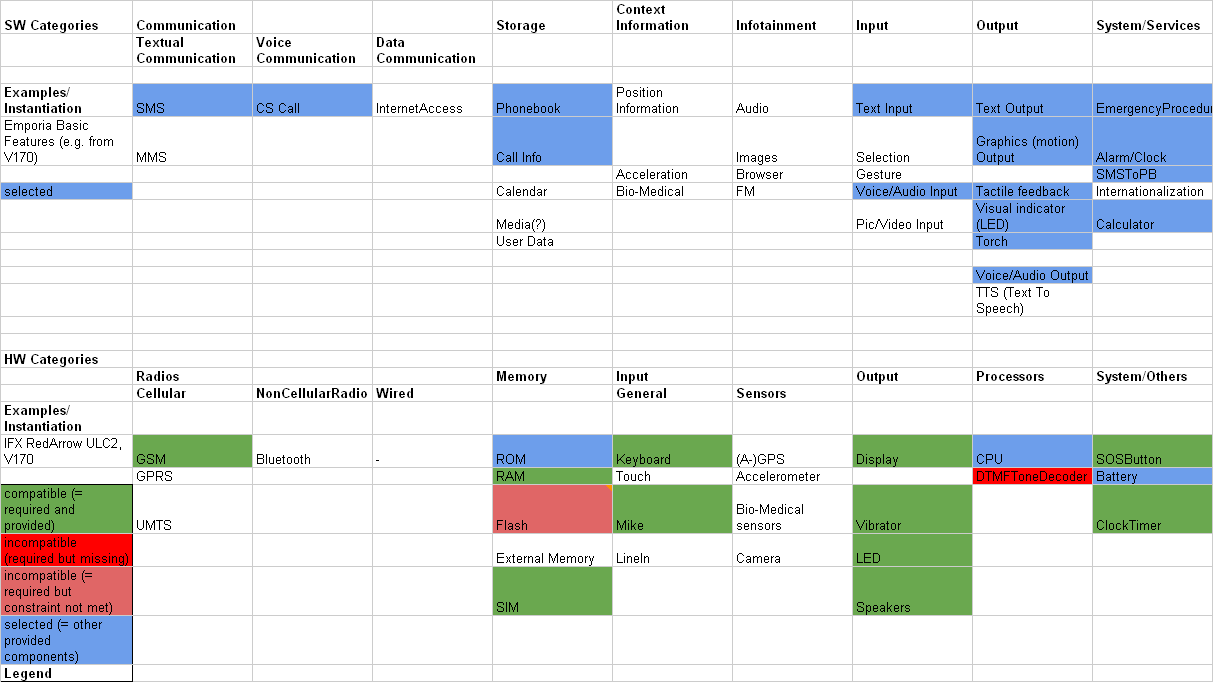 SW Categories Communication Storage Context Information Infotainment Input Output System/Services
Textual Communication Voice Communication Data Communication
Examples/ Instantiation SMS CS Call InternetAccess Phonebook Position Information Audio Text Input Text Output EmergencyProcedur
Emporia Basic Features (e.g. from V170) MMS Call Info Images Selection Graphics (motion) Output Alarm/Clock
Acceleration Browser Gesture SMSToPB
selected Calendar Bio-Medical FM Voice/Audio Input Tactile feedback Internationalization
Media(?) Pic/Video Input Visual indicator (LED) Calculator
User Data Torch
Voice/Audio Output
TTS (Text To Speech)
HW Categories
Radios Memory Input Output Processors System/Others
Cellular NonCellularRadio Wired General Sensors
Examples/ Instantiation
IFX RedArrow ULC2, V170 GSM Bluetooth - ROM Keyboard (A-)GPS Display CPU SOSButton
GPRS RAM Touch Accelerometer DTMFToneDecoder Battery
compatible (= required and provided) UMTS Flash Mike Bio-Medical sensors Vibrator ClockTimer
incompatible (required but missing) External Memory LineIn Camera LED
incompatible (= required but constraint not met) SIM Speakers
selected (= other provided components)
Legend